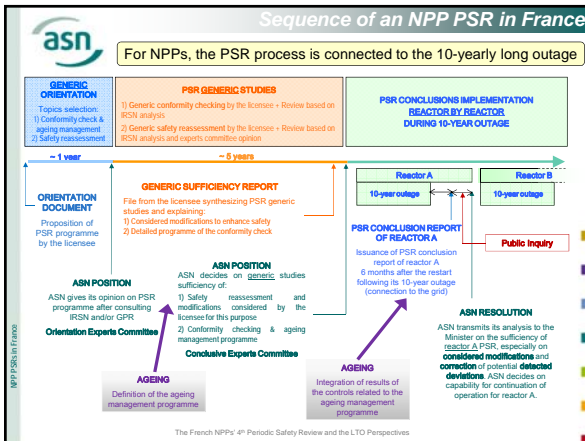 Sequence of an NPP PSR in France
asn
For NPPs, the PSR process is connected to the 10-yearly long outage
GENERIC
ORIENTATION
Topics selection:
1) Conformity check &
ageing management
2) Safety reassessment
PSR GENERIC STUDIES
1) Generic conformity checking by the licensee + Review based on
IRSN analysis
2) Generic safety reassessment by the licensee + Review based on
IRSN analysis and experts committee opinion
PSR CONCLUSIONS IMPLEMENTATION
REACTOR BY REACTOR
DURING 10-YEAR OUTAGE
~ 1 year
~ 5 years
Reactor A
Reactor B
10-year outage
10-year outage
ORIENTATION
DOCUMENT
Proposition of
PSR programme
by the licensee
GENERIC SUFFICIENCY REPORT
File from the licensee synthesizing PSR generic
studies and explaining:
1) Considered modifications to enhance safety
2) Detailed programme of the conformity check
PSR CONCLUSION REPORT
OF REACTOR A
Issuance of PSR conclusion
report of reactor A
6 months after the restart
following its 10-year outage
(connection to the grid)
Public Inquiry
ASN POSITION
ASN gives its opinion on PSR
programme after consulting
IRSN and/or GPR
Orientation Experts Committee
ASN POSITION
ASN decides on generic studies
sufficiency of:
1) Safety reassessment and
modifications considered by the
licensee for this purpose
2) Conformity checking & ageing
management programme
Conclusive Experts Committee
ASN RESOLUTION
ASN transmits its analysis to the
Minister on the sufficiency of
reactor A PSR, especially on
considered modifications and
correction of potential detected
deviations. ASN decides on
capability for continuation of
operation for reactor A.
AGEING
Definition of the ageing
management programme
AGEING
Integration of results of
the controls related to the
ageing management
programme
NPP PSRs in France
The French NPPs' 4th Periodic Safety Review and the LTO Perspectives